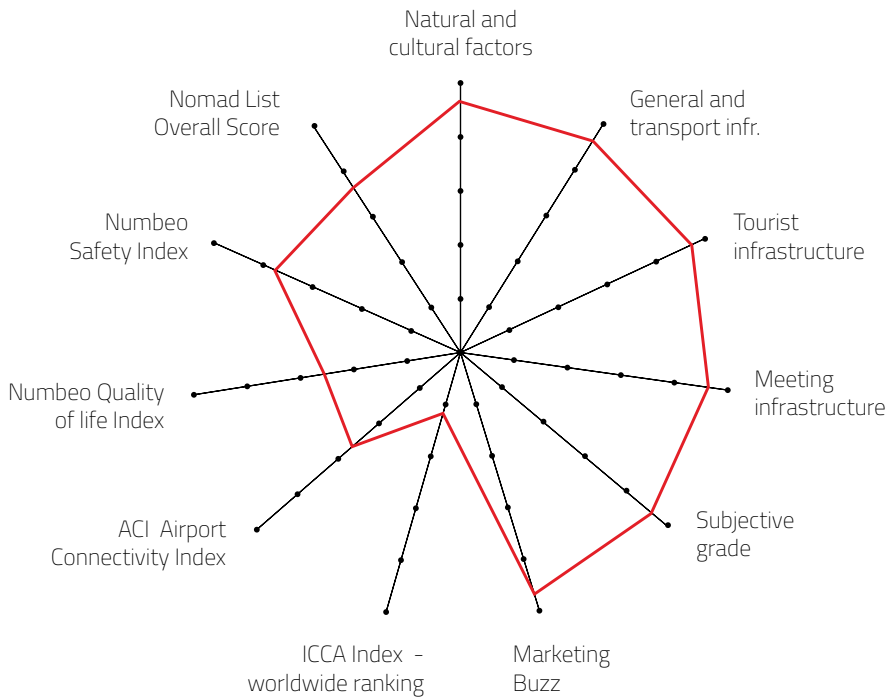 Natural and
cultural factors
General and
transport infr.
Tourist
infrastructure
Meeting
infrastructure
Subjective
grade
Marketing
Buzz
ICCA Index -
worldwide ranking
ACI Airport
Connectivity Index
Numbeo Quality
of life Index
Numbeo
Safety Index
Nomad List
Overall Score